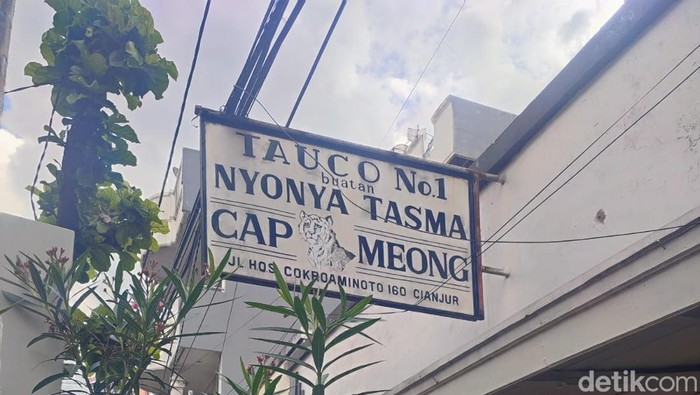 TAUCO No.1
buatan
NYONYA TASMA
CAP MEONG
JL HOS COKROAMINOTO 160 CIANJUR
detikcom